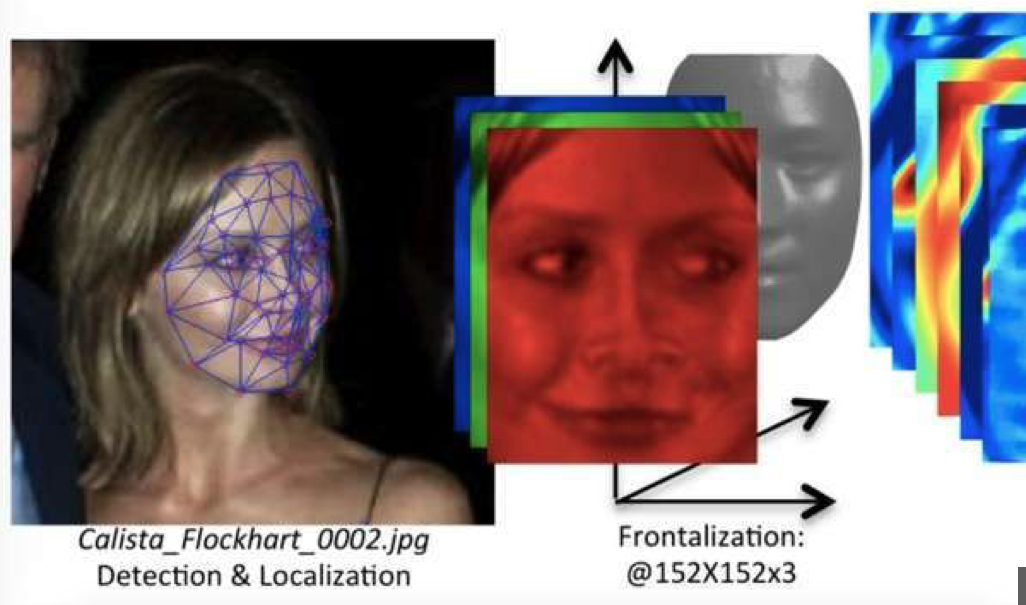 Calista_Flockhart_0002.jpg
Detection & Localization
Frontalization:
@152X152x3